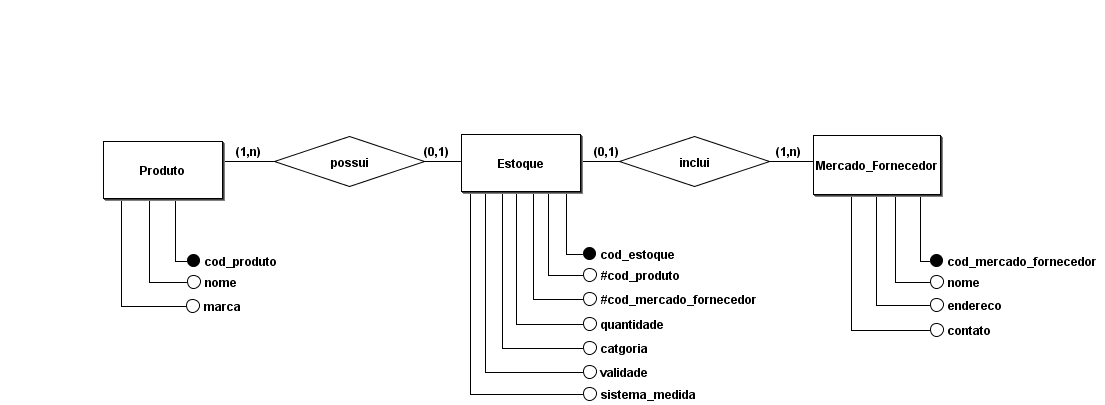 (1,n)
(0,1)
(0,1)
(1,n)
Produto
possui
Estoque
inclui
Mercado_Fornecedor
cod_produto
nome
marca
cod_estoque
#cod_produto
#cod_mercado_fornecedor
quantidade
catgoria
validade
sistema_medida
cod_mercado_fornecedor
nome
endereco
contato